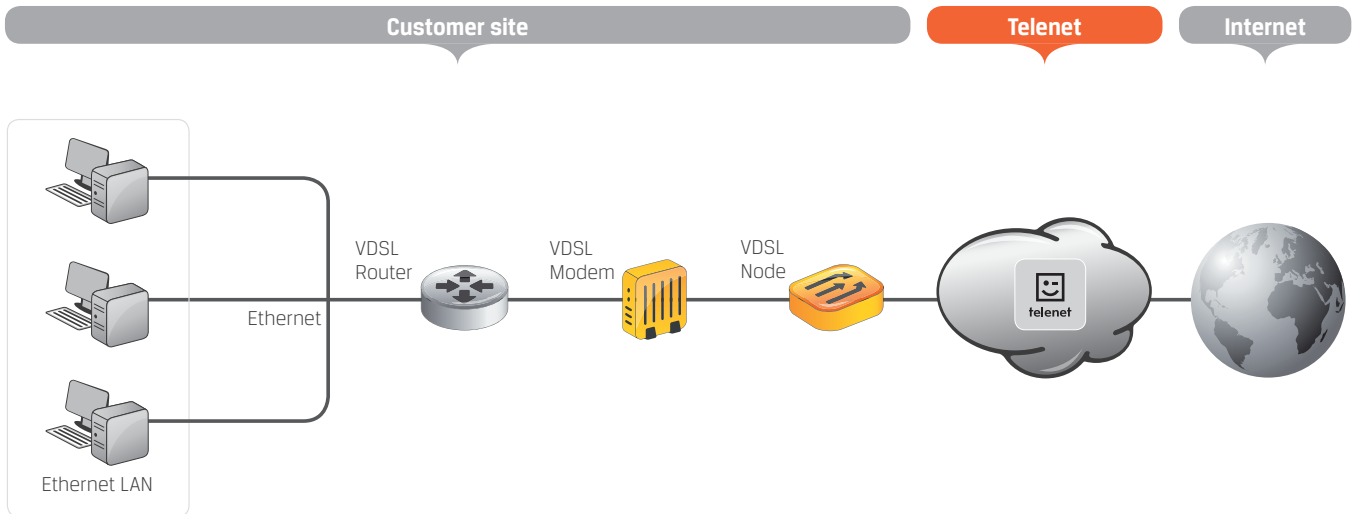 Customer site
Telenet
Internet
VDSL
Router
VDSL
Modem
VDSL
Node
Ethernet
telenet
Ethernet LAN